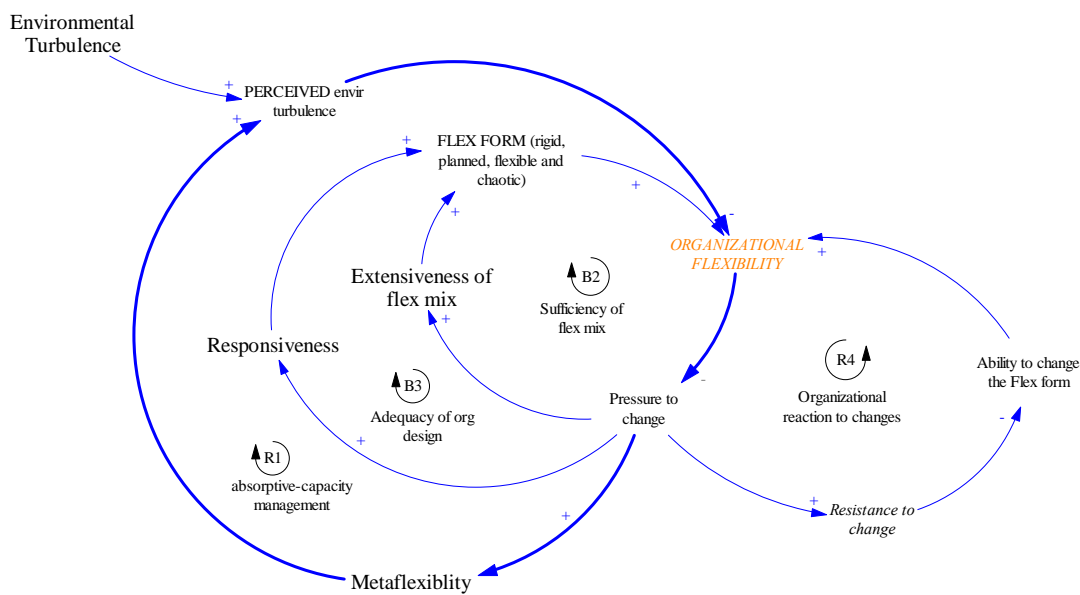 Environmental
Turbulence
+
PERCEIVED envir
turbulence
+
+
FLEX FORM (rigid,
planned, flexible and
chaotic)
+
+
-
ORGANIZATIONAL
FLEXIBILITY
+
Extensiveness of
flex mix
B2
Sufficiency of
flex mix
+
Responsiveness
R4
Organizational
reaction to changes
Ability to change
the Flex form
B3
Adequacy of org
design
-
Pressure to
change
-
+
R1
absorptive-capacity
management
+
+
Resistance to
change
Metaflexiblity